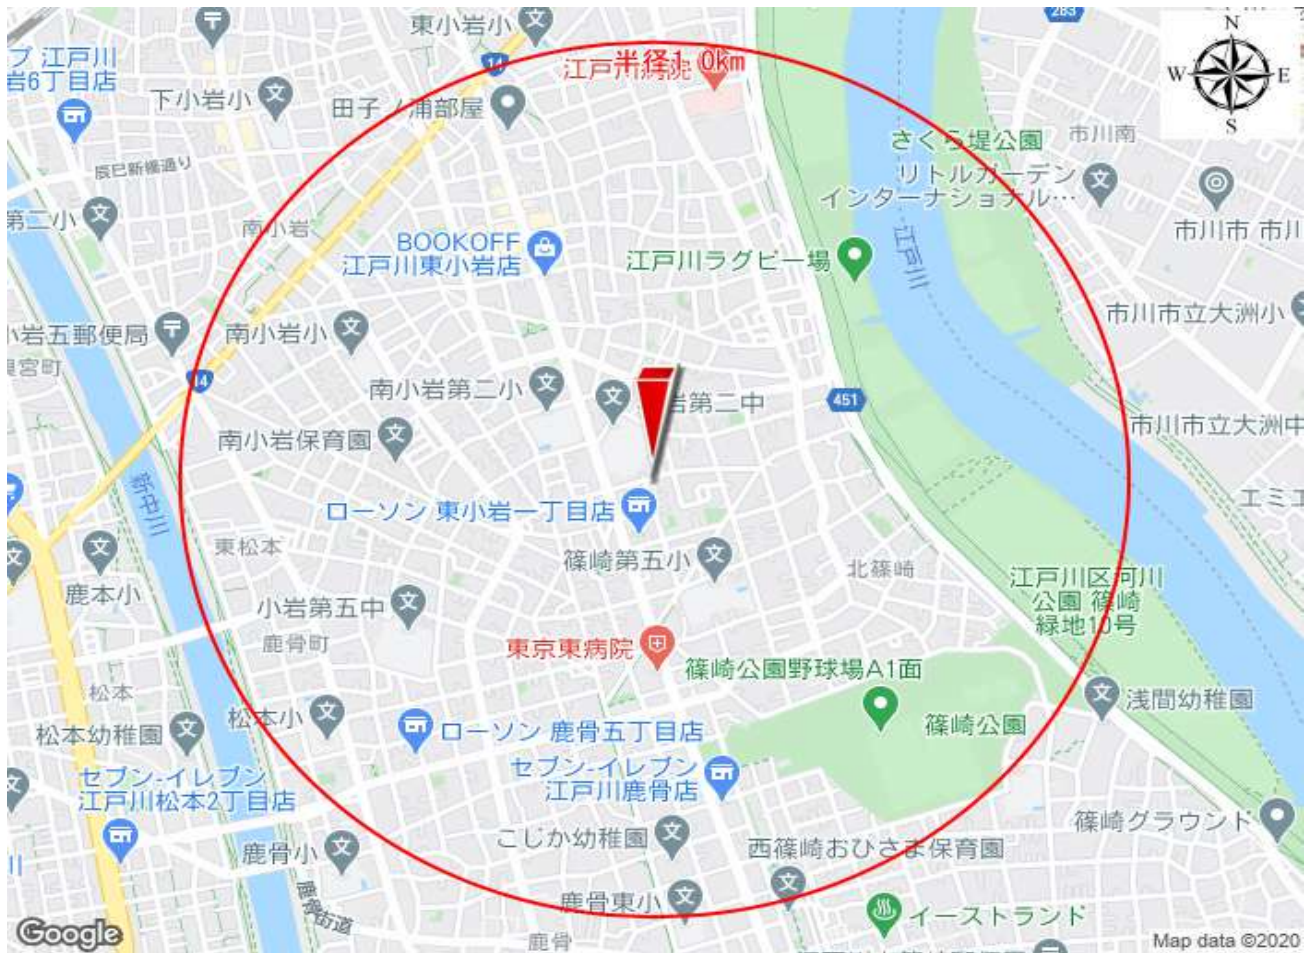 東小岩小
283
N
W
E
S
14
半径1.0km
江戸川病院
江戸川
岩6丁目店
下小岩小
田子ノ浦部屋
辰巳新橋通り
さくら堤公園
市川南
リトルガーデン
インターナショナル…
第二小
南小岩
市川市 市川
BOOKOFF
江戸川東小岩店
江戸川ラグビー場
江戸川
小岩五郵便局
南小岩小
市川市立大洲小
14
南小岩第二小
岩第二中
451
市川市立大洲中
南小岩保育園
新中川
ローソン 東小岩一丁目店
東松本
篠崎第五小
北篠崎
鹿本小
小岩第五中
江戸川区河川
公園 篠崎
緑地10号
鹿骨町
東京東病院
篠崎公園野球場A1面
松本
松本小
浅間幼稚園
松本幼稚園
ローソン 鹿骨五丁目店
篠崎公園
セブン-イレブン
江戸川松本2丁目店
セブン-イレブン
江戸川鹿骨店
篠崎グラウンド
こじか幼稚園
西篠崎おひさま保育園
鹿骨小
鹿骨東小
鹿骨街道
イーストランド
鹿骨
Google
Map data ©2020